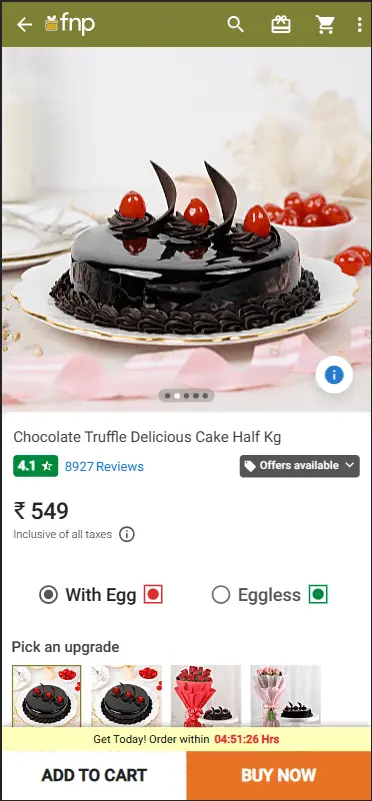 fnp
Chocolate Truffle Delicious Cake Half Kg
4.1
8927 Reviews
Offers available
₹ 549
Inclusive of all taxes
With Egg
Eggless
Pick an upgrade
Get Today! Order within 04:51:26 Hrs
ADD TO CART
BUY NOW